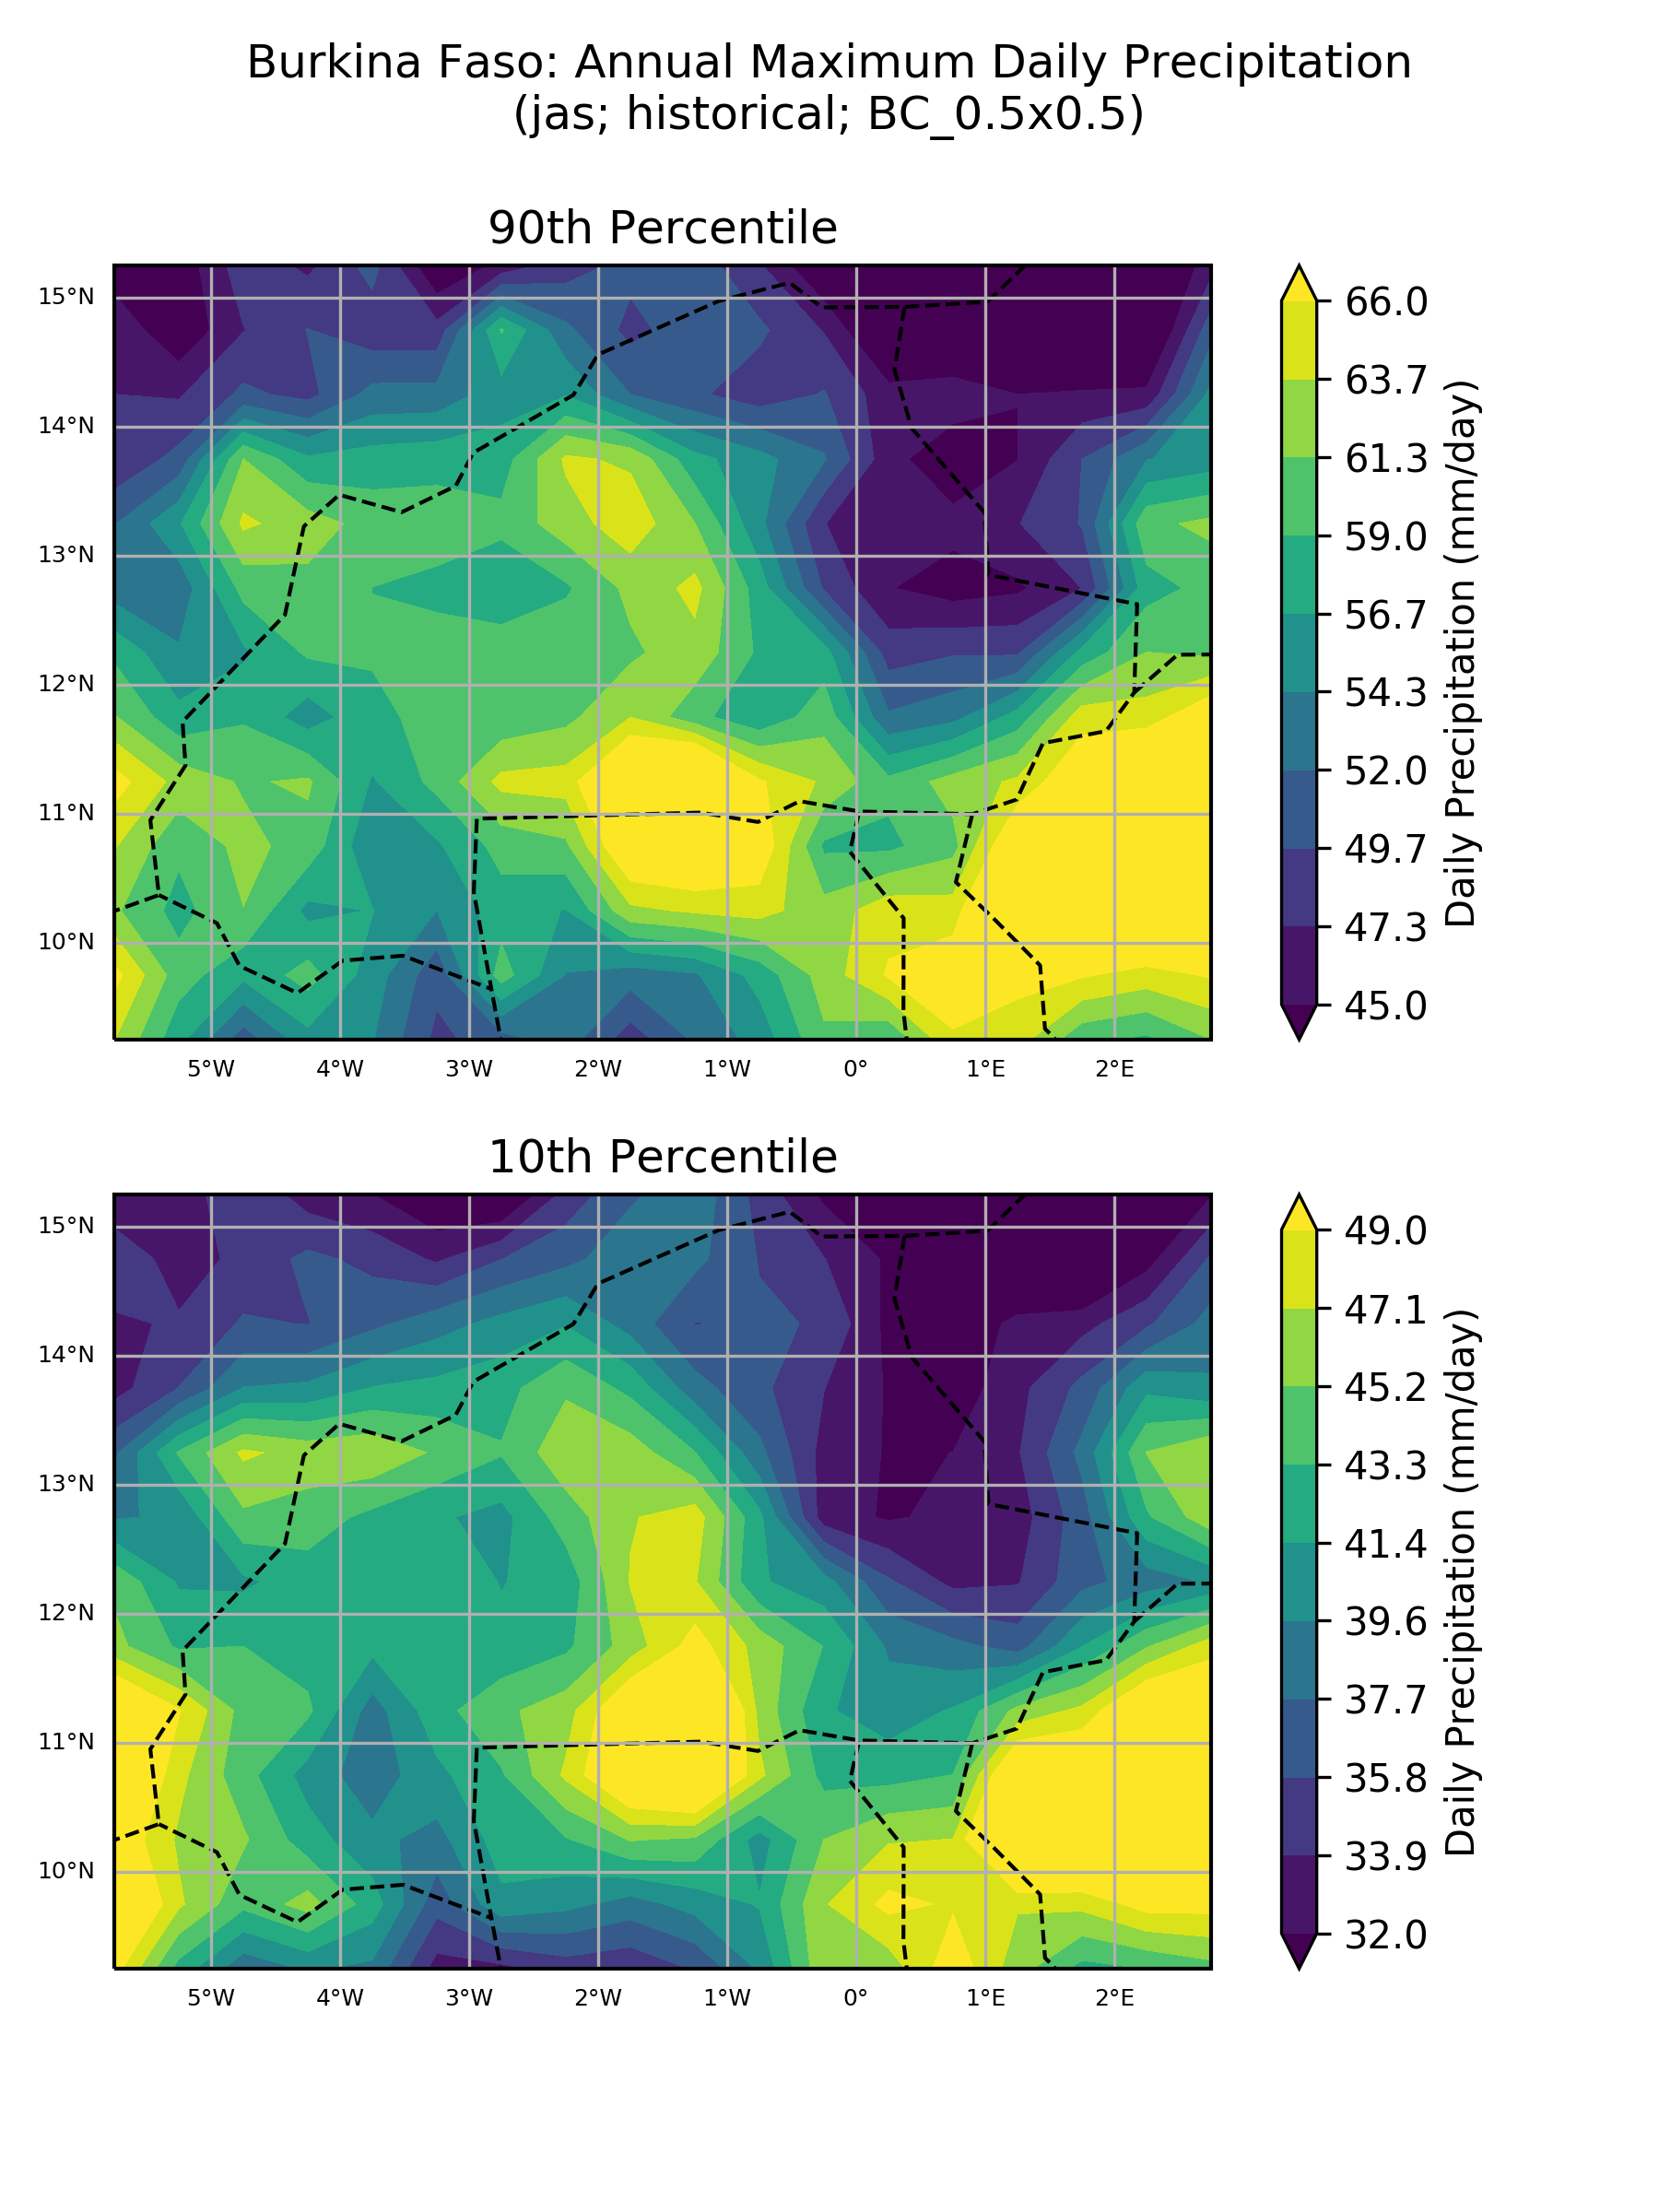 Burkina Faso: Annual Maximum Daily Precipitation
(jas; historical; BC_0.5x0.5)
90th Percentile
15°N
14°N
13°N
12°N
11°N
10°N
5°W 4°W 3°W 2°W 1°W 0° 1°E 2°E
66.0
63.7
61.3
59.0
56.7
54.3
52.0
49.7
47.3
45.0
Daily Precipitation (mm/day)
10th Percentile
15°N
14°N
13°N
12°N
11°N
10°N
5°W 4°W 3°W 2°W 1°W 0° 1°E 2°E
49.0
47.1
45.2
43.3
41.4
39.6
37.7
35.8
33.9
32.0
Daily Precipitation (mm/day)